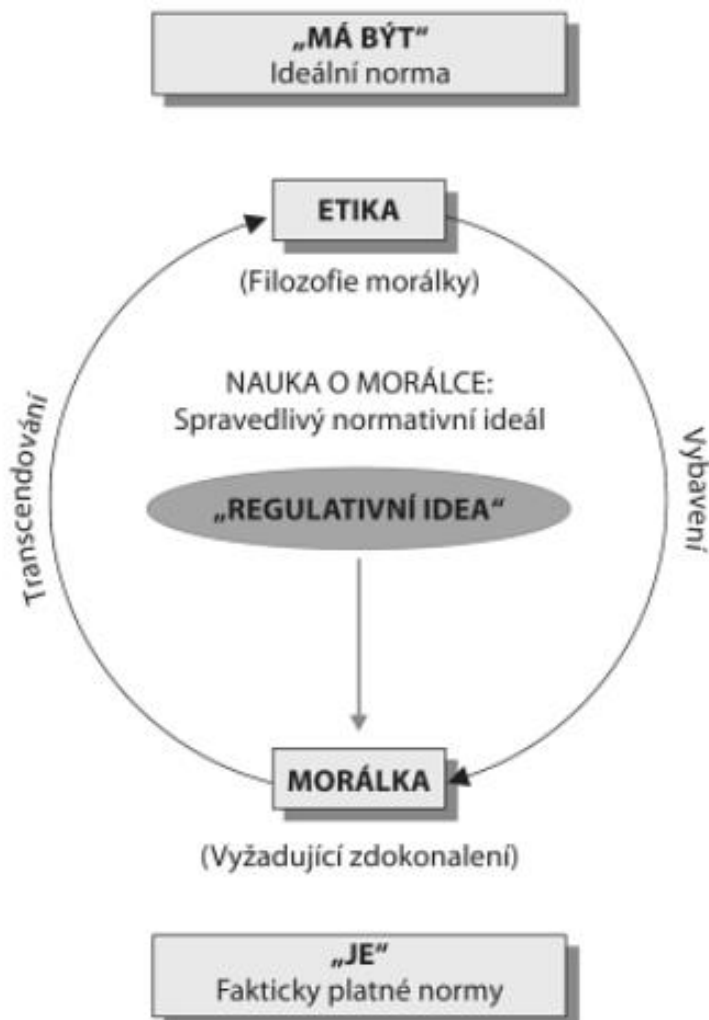 „MÁ BÝT“
Ideální norma
ETIKA
(Filozofie morálky)
NAUKA O MORÁLCE:
Spravedlivý normativní ideál
Transcendování
Vybavení
„REGULATIVNÍ IDEA“
MORÁLKA
(Vyžadující zdokonalení)
„JE“
Fakticky platné normy